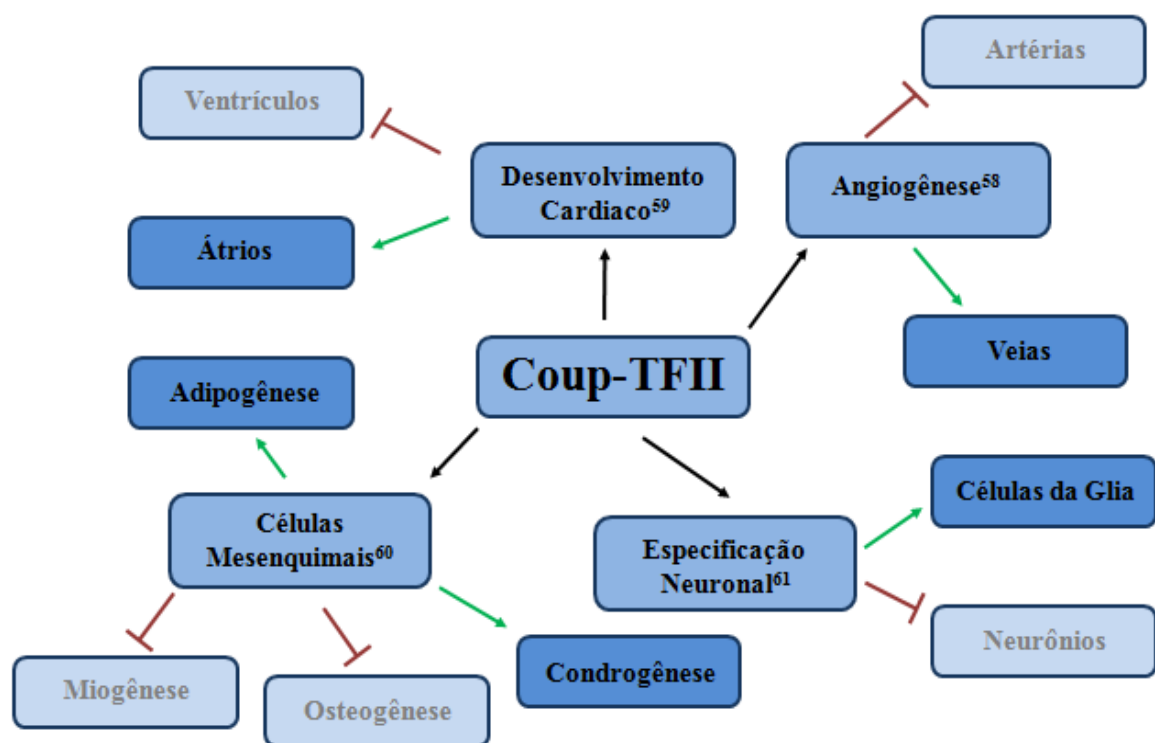 Artérias
Ventrículos
Desenvolvimento
Cardiaco⁵⁹
Angiogênese⁵⁸
Átrios
Coup-TFII
Veias
Adipogênese
Células da Glia
Células
Mesenquimais⁶⁰
Especificação
Neuronal⁶¹
Neurônios
Condrogênese
Miogênese
Osteogênese